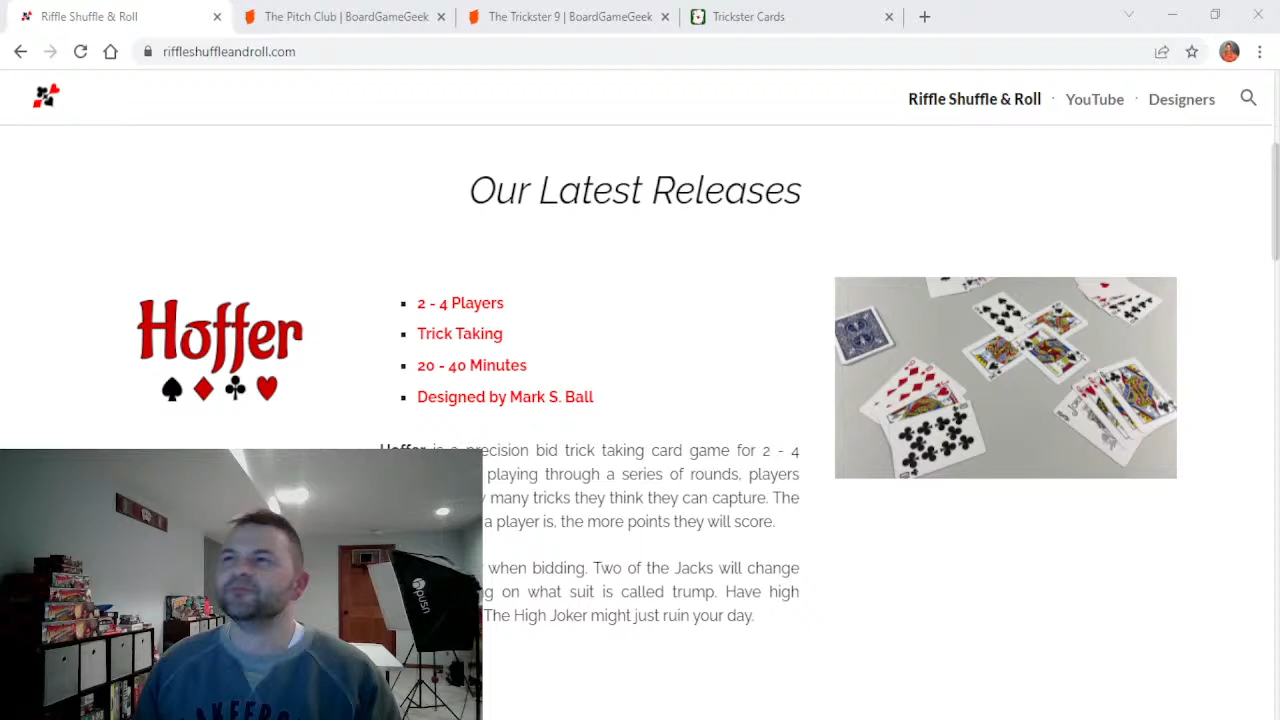 Riffle Shuffle & Roll
The Pitch Club | BoardGameGeek
The Trickster 9 | BoardGameGeek
Trickster Cards
riffleshuffleandroll.com
Riffle Shuffle & Roll · YouTube · Designers
Our Latest Releases
Hoffer
▪ 2 - 4 Players
▪ Trick Taking
▪ 20 - 40 Minutes
▪ Designed by Mark S. Ball
Hoffer is a precision bid trick taking card game for 2 - 4
playing through a series of rounds, players
many tricks they think they can capture. The
a player is, the more points they will score.
when bidding. Two of the Jacks will change
on what suit is called trump. Have high
The High Joker might just ruin your day.